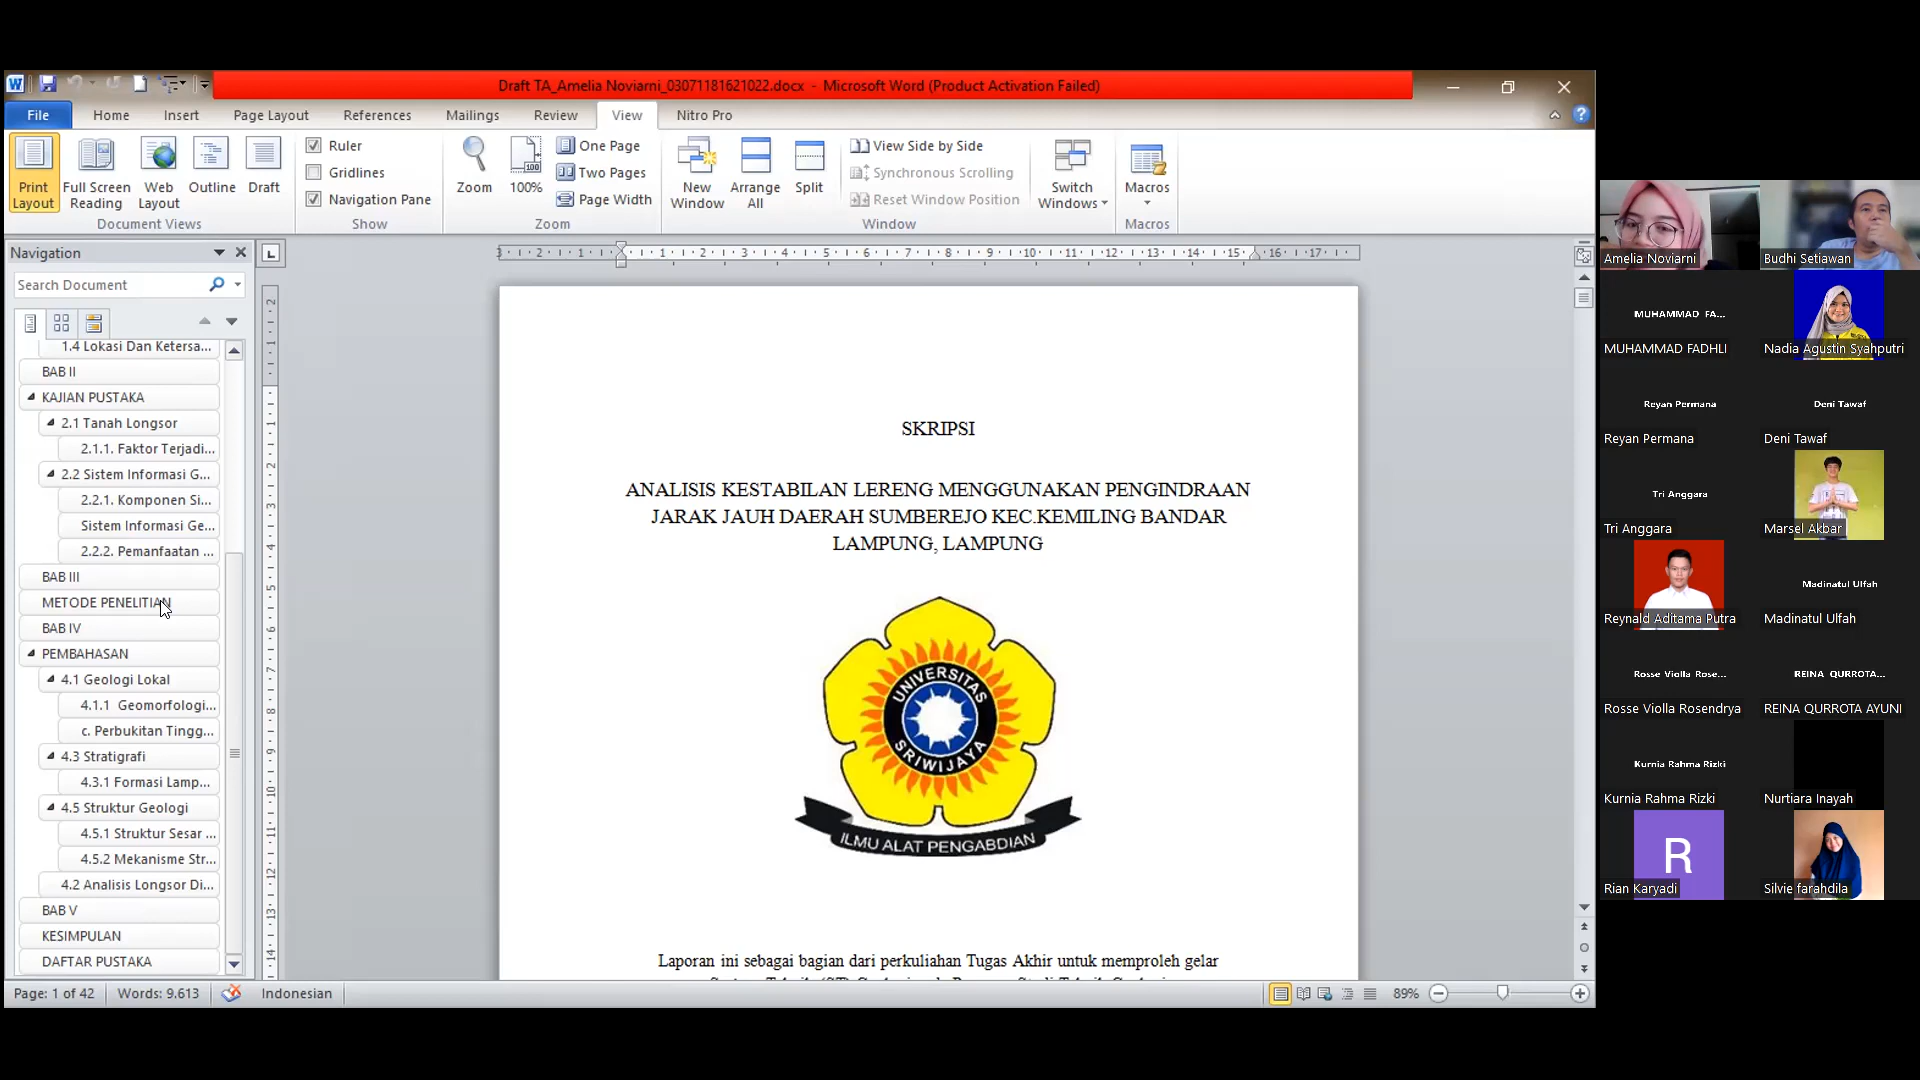 Draft TA_Amelia Noviarni_03071181621022.docx - Microsoft Word (Product Activation Failed)
File Home Insert Page Layout References Mailings Review View Nitro Pro
Print Layout
Full Screen Reading
Web Layout
Outline
Draft
Document Views
Ruler
Gridlines
Navigation Pane
Show
Zoom
100%
One Page
Two Pages
Page Width
Zoom
New Window
Arrange All
Split
View Side by Side
Synchronous Scrolling
Reset Window Position
Window
Switch Windows
Macros
Macros
Navigation
Search Document
1.4 Lokasi Dan Ketersa...
BAB II
KAJIAN PUSTAKA
2.1 Tanah Longsor
2.1.1. Faktor Terjadi...
2.2 Sistem Informasi G...
2.2.1. Komponen Si...
Sistem Informasi Ge...
2.2.2. Pemanfaatan ...
BAB III
METODE PENELITIAN
BAB IV
PEMBAHASAN
4.1 Geologi Lokal
4.1.1 Geomorfologi...
c. Perbukitan Tingg...
4.3 Stratigrafi
4.3.1 Formasi Lamp...
4.5 Struktur Geologi
4.5.1 Struktur Sesar ...
4.5.2 Mekanisme Str...
4.2 Analisis Longsor Di...
BAB V
KESIMPULAN
DAFTAR PUSTAKA
SKRIPSI
ANALISIS KESTABILAN LERENG MENGGUNAKAN PENGINDRAAN
JARAK JAUH DAERAH SUMBEREJO KEC.KEMILING BANDAR
LAMPUNG, LAMPUNG
UNIVERSITAS
SRIWIJAYA
ILMU ALAT PENGABDIAN
Laporan ini sebagai bagian dari perkuliahan Tugas Akhir untuk memproleh gelar
Page: 1 of 42 Words: 9.613 Indonesian 89%
Amelia Noviarni
Budhi Setiawan
MUHAMMAD FA...
MUHAMMAD FADHLI
Nadia Agustin Syahputri
Reyan Permana
Reyan Permana
Deni Tawaf
Deni Tawaf
Tri Anggara
Tri Anggara
Marsel Akbar
Reynald Aditama Putra
Madinatul Ulfah
Madinatul Ulfah
Rosse Violla Rose...
Rosse Violla Rosendrya
REINA QURROTA...
REINA QURROTA AYUNI
Kurnia Rahma Rizki
Kurnia Rahma Rizki
Nurtiara Inayah
R
Rian Karyadi
Silvie farahdila